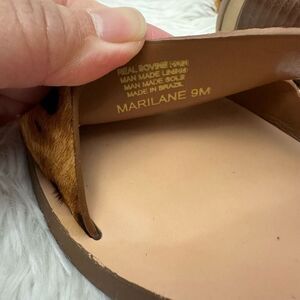 REAL BOVINE HAIR
MAN MADE LINING
MAN MADE SOLE
MADE IN BRAZIL
MARILANE 9M